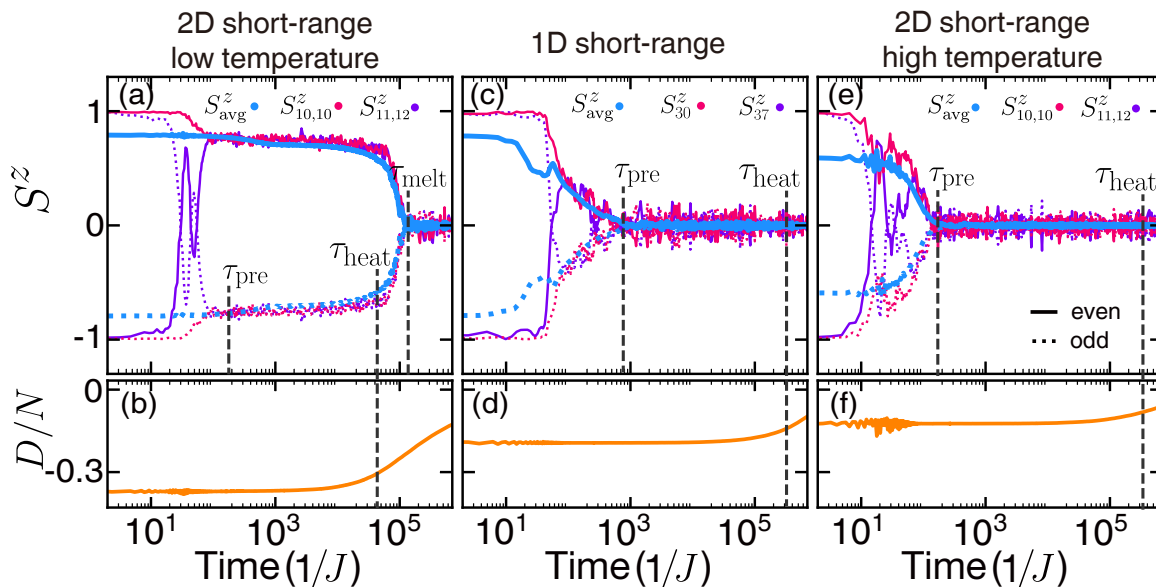 2D short-range
low temperature
1D short-range
2D short-range
high temperature
(a) S^z_avg S^z_10,10 S^z_11,12
(c) S^z_avg S^z_30 S^z_37
(e) S^z_avg S^z_10,10 S^z_11,12
S^z
1
0
-1
τ_pre
τ_heat
τ_melt
τ_pre
τ_heat
τ_pre
τ_heat
even
odd
D/N
0
-0.3
(b)
(d)
(f)
10^1 10^3 10^5
10^1 10^3 10^5
10^1 10^3 10^5
Time (1/J)
Time (1/J)
Time (1/J)